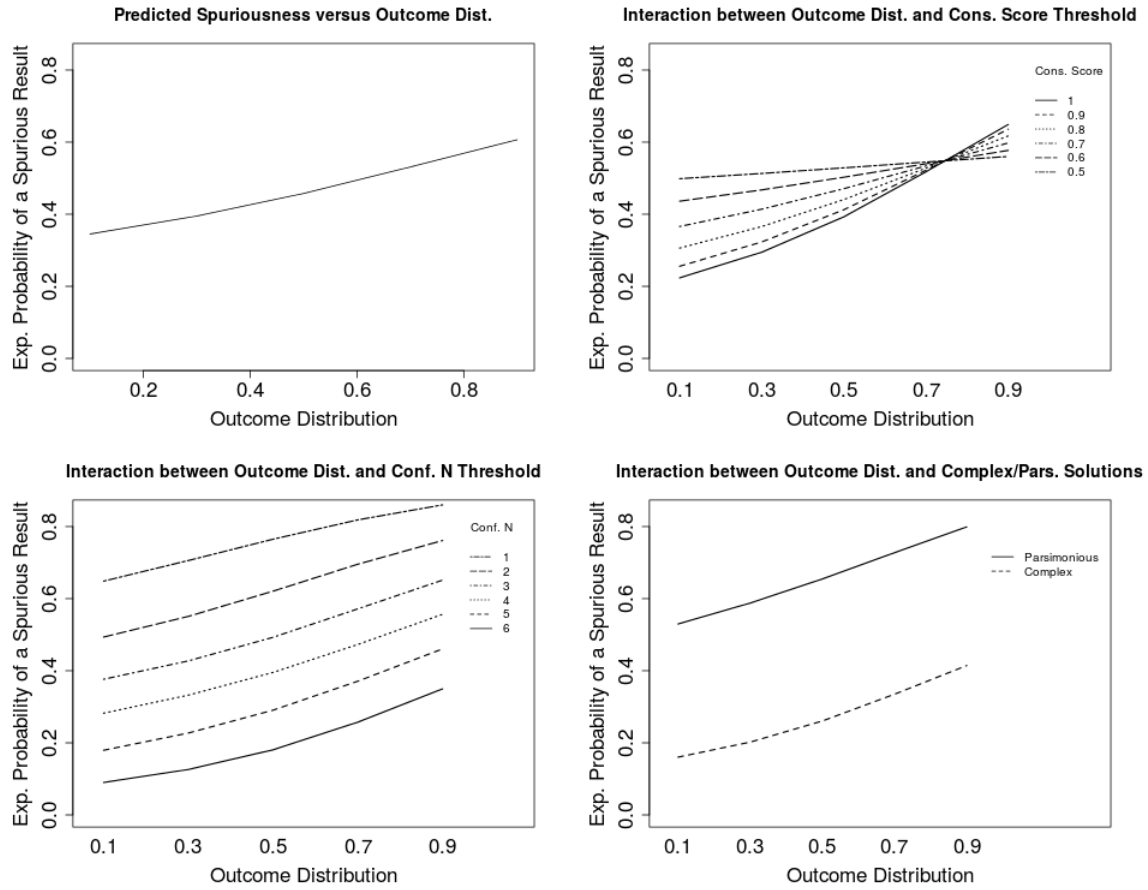 Predicted Spuriousness versus Outcome Dist.
Exp. Probability of a Spurious Result
0.8
0.6
0.4
0.2
0.0
0.2 0.4 0.6 0.8
Outcome Distribution
Interaction between Outcome Dist. and Cons. Score Threshold
Exp. Probability of a Spurious Result
0.8
0.6
0.4
0.2
0.0
Cons. Score
1
0.9
0.8
0.7
0.6
0.5
0.1 0.3 0.5 0.7 0.9
Outcome Distribution
Interaction between Outcome Dist. and Conf. N Threshold
Exp. Probability of a Spurious Result
0.8
0.6
0.4
0.2
0.0
Conf. N
1
2
3
4
5
6
0.1 0.3 0.5 0.7 0.9
Outcome Distribution
Interaction between Outcome Dist. and Complex/Pars. Solutions
Exp. Probability of a Spurious Result
0.8
0.6
0.4
0.2
0.0
Parsimonious
Complex
0.1 0.3 0.5 0.7 0.9
Outcome Distribution